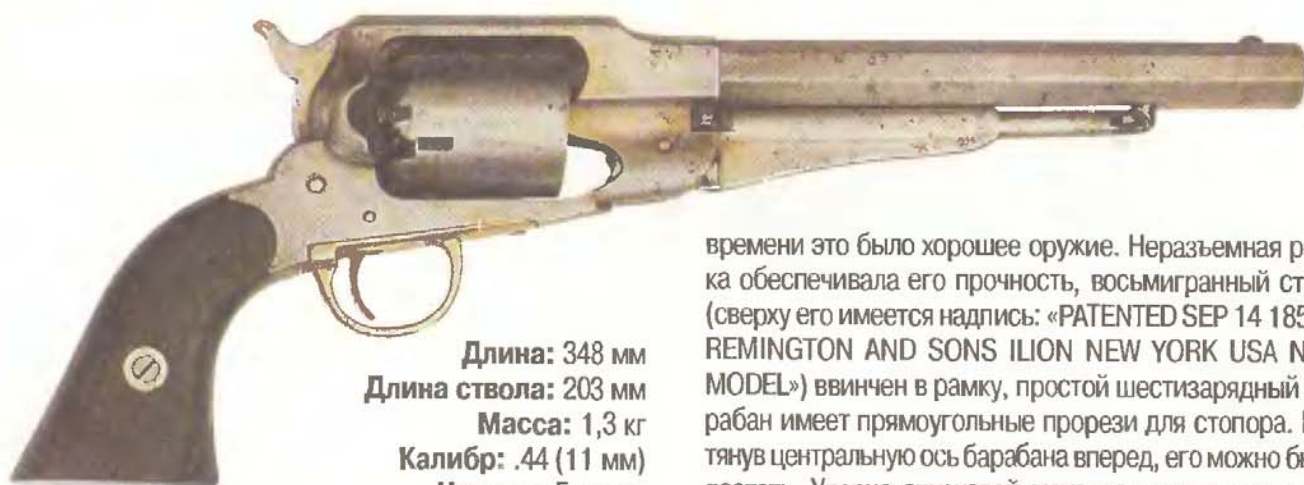 Длина: 348 мм
Длина ствола: 203 мм
Масса: 1,3 кг
Калибр: .44 (11 мм)
времени это было хорошее оружие. Неразъемная
ка обеспечивала его прочность, восьмигранный
(сверху его имеется надпись: «PATENTED SEP 14
REMINGTON AND SONS ILION NEW YORK USA
MODEL») ввинчен в рамку, простой шестизарядный
рабан имеет прямоугольные прорези для стопора.
тянув центральную ось барабана вперед, его можно